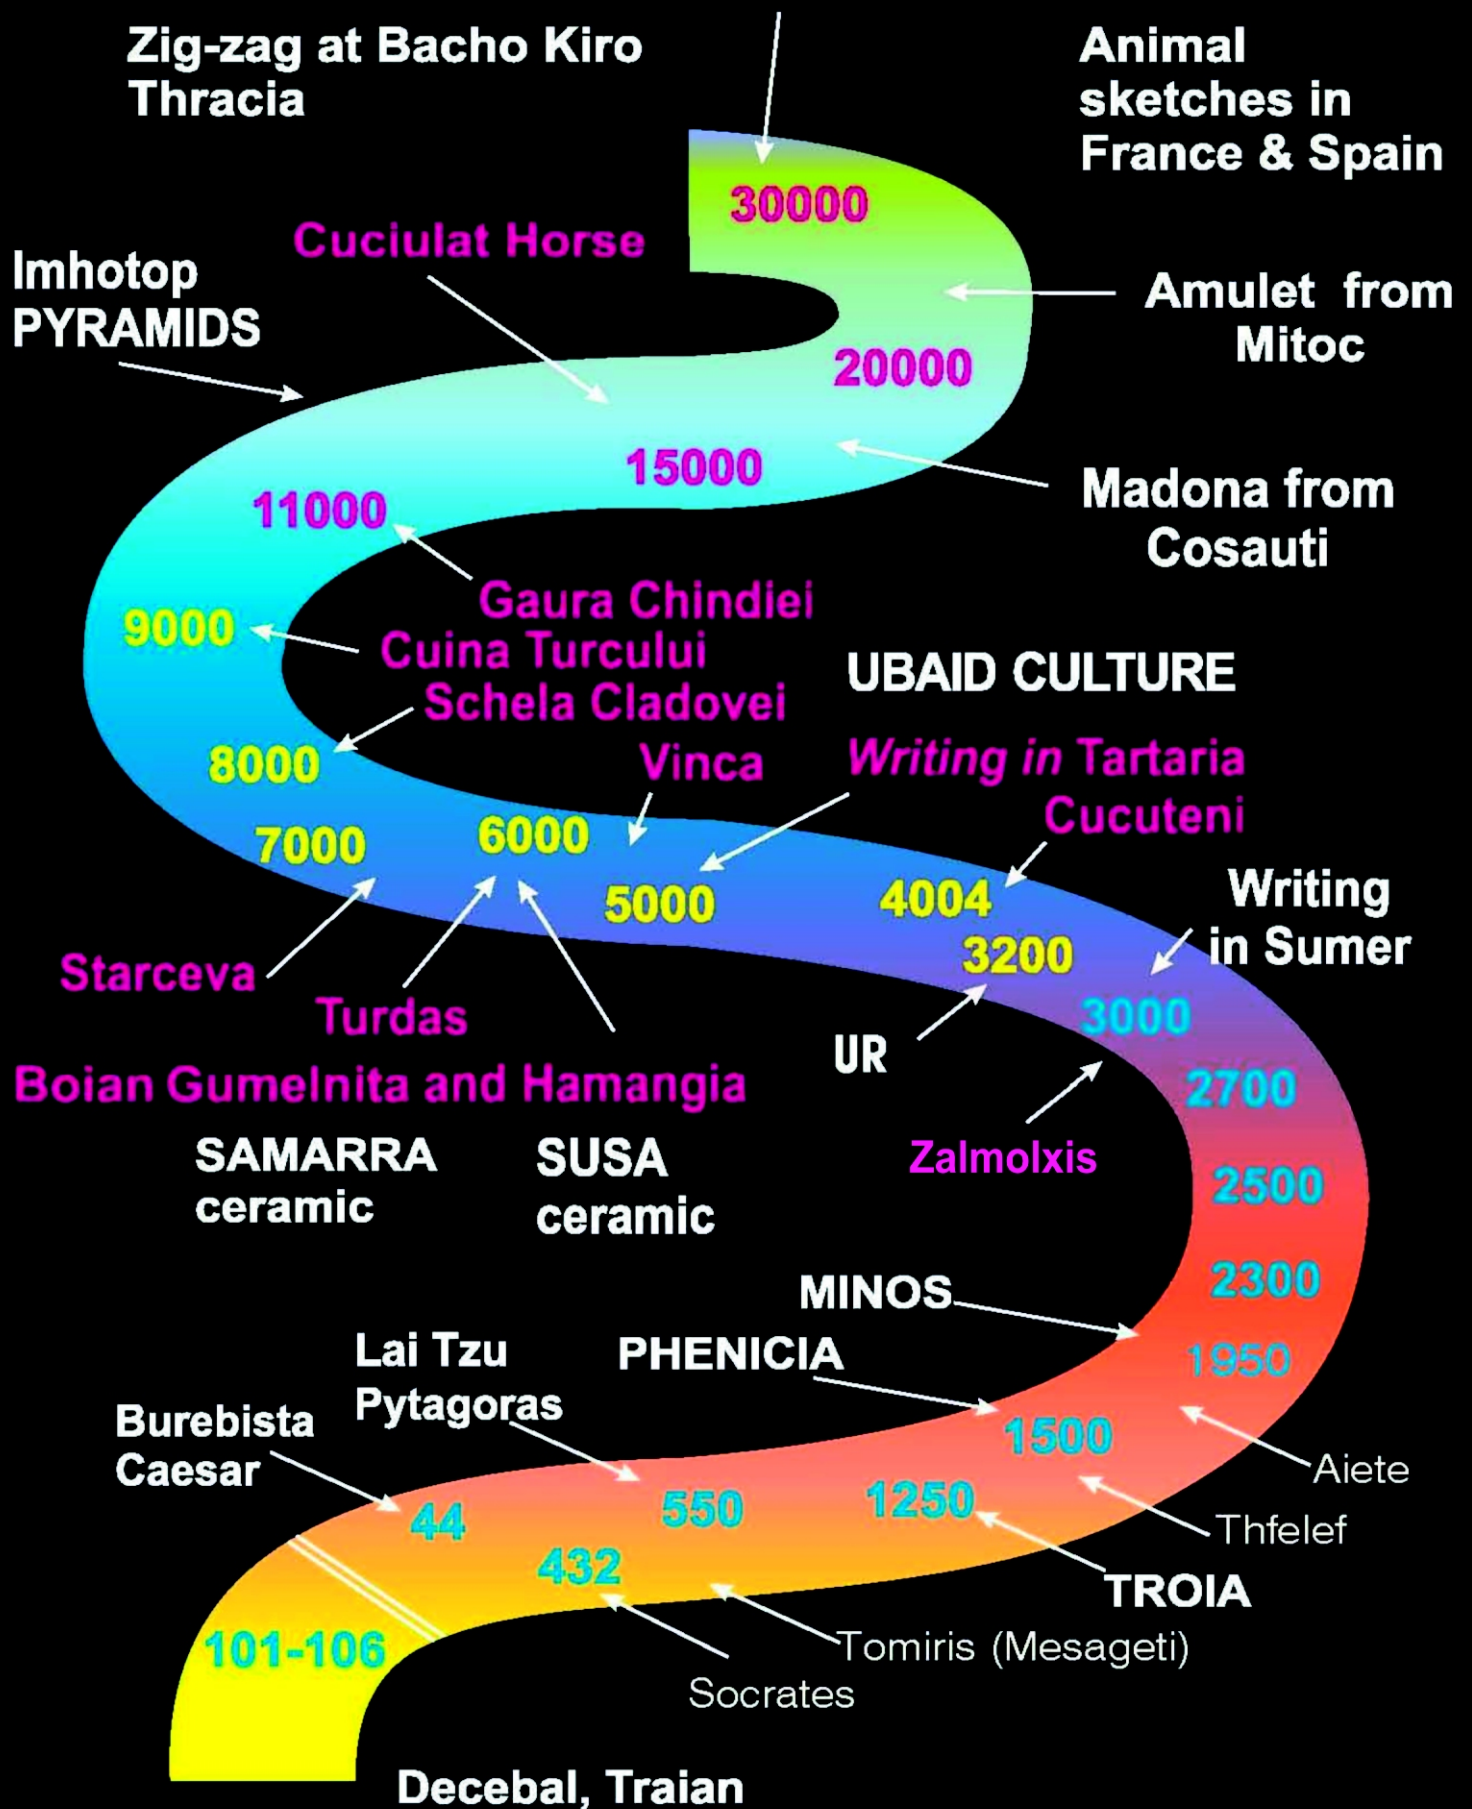 Zig-zag at Bacho Kiro
Thracia
Animal
sketches in
France & Spain
30000
Cuciulat Horse
Imhotop
PYRAMIDS
Amulet from
Mitoc
20000
15000
11000
Madona from
Cosauti
Gaura Chindiei
9000
Cuina Turcului
UBAID CULTURE
Schela Cladovei
8000
Vinca
Writing in Tartaria
Cucuteni
7000
6000
5000
4004
Writing
in Sumer
3200
Starceva
Turdas
3000
UR
Boian Gumelnita and Hamangia
2700
SAMARRA
ceramic
SUSA
ceramic
Zalmolxis
2500
2300
MINOS
Lai Tzu
Pytagoras
PHENICIA
1950
Burebista
Caesar
1500
Aiete
44
550
1250
Thfelef
432
TROIA
101-106
Tomiris (Mesageti)
Socrates
Decebal, Traian